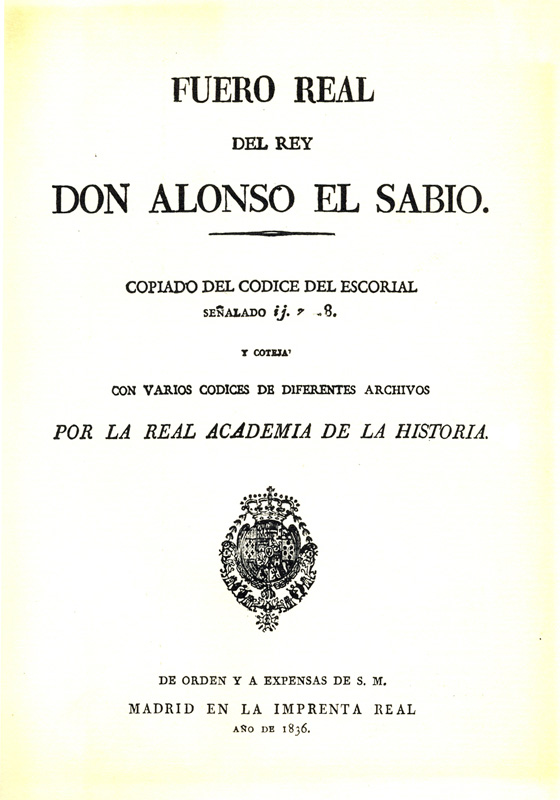 FUERO REAL
DEL REY
DON ALONSO EL SABIO.
COPIADO DEL CODICE DEL ESCORIAL
SEÑALADO ij. z .8.
Y COTEJA
CON VARIOS CODICES DE DIFERENTES ARCHIVOS
POR LA REAL ACADEMIA DE LA HISTORIA.
DE ORDEN Y A EXPENSAS DE S. M.
MADRID EN LA IMPRENTA REAL
AÑO DE 1836.